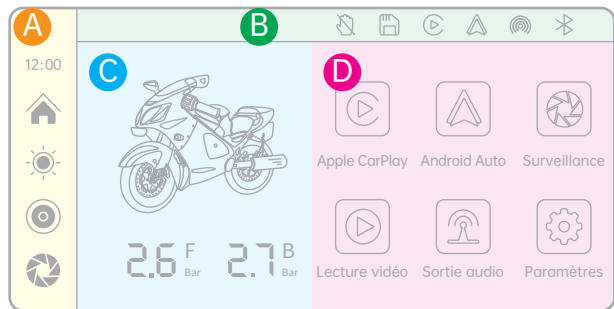 A
B
12:00
C
D
Apple CarPlay Android Auto Surveillance
2.6 F Bar 2.7 B Bar
Lecture vidéo Sortie audio Paramètres